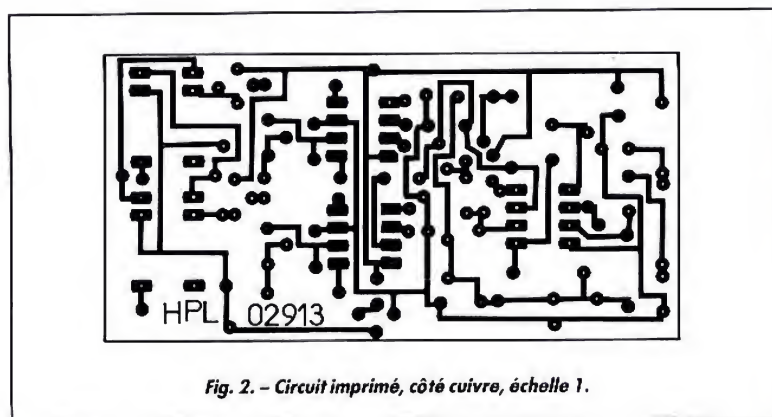 HPL 02913
Fig. 2. – Circuit imprimé, côté cuivre, échelle 1.